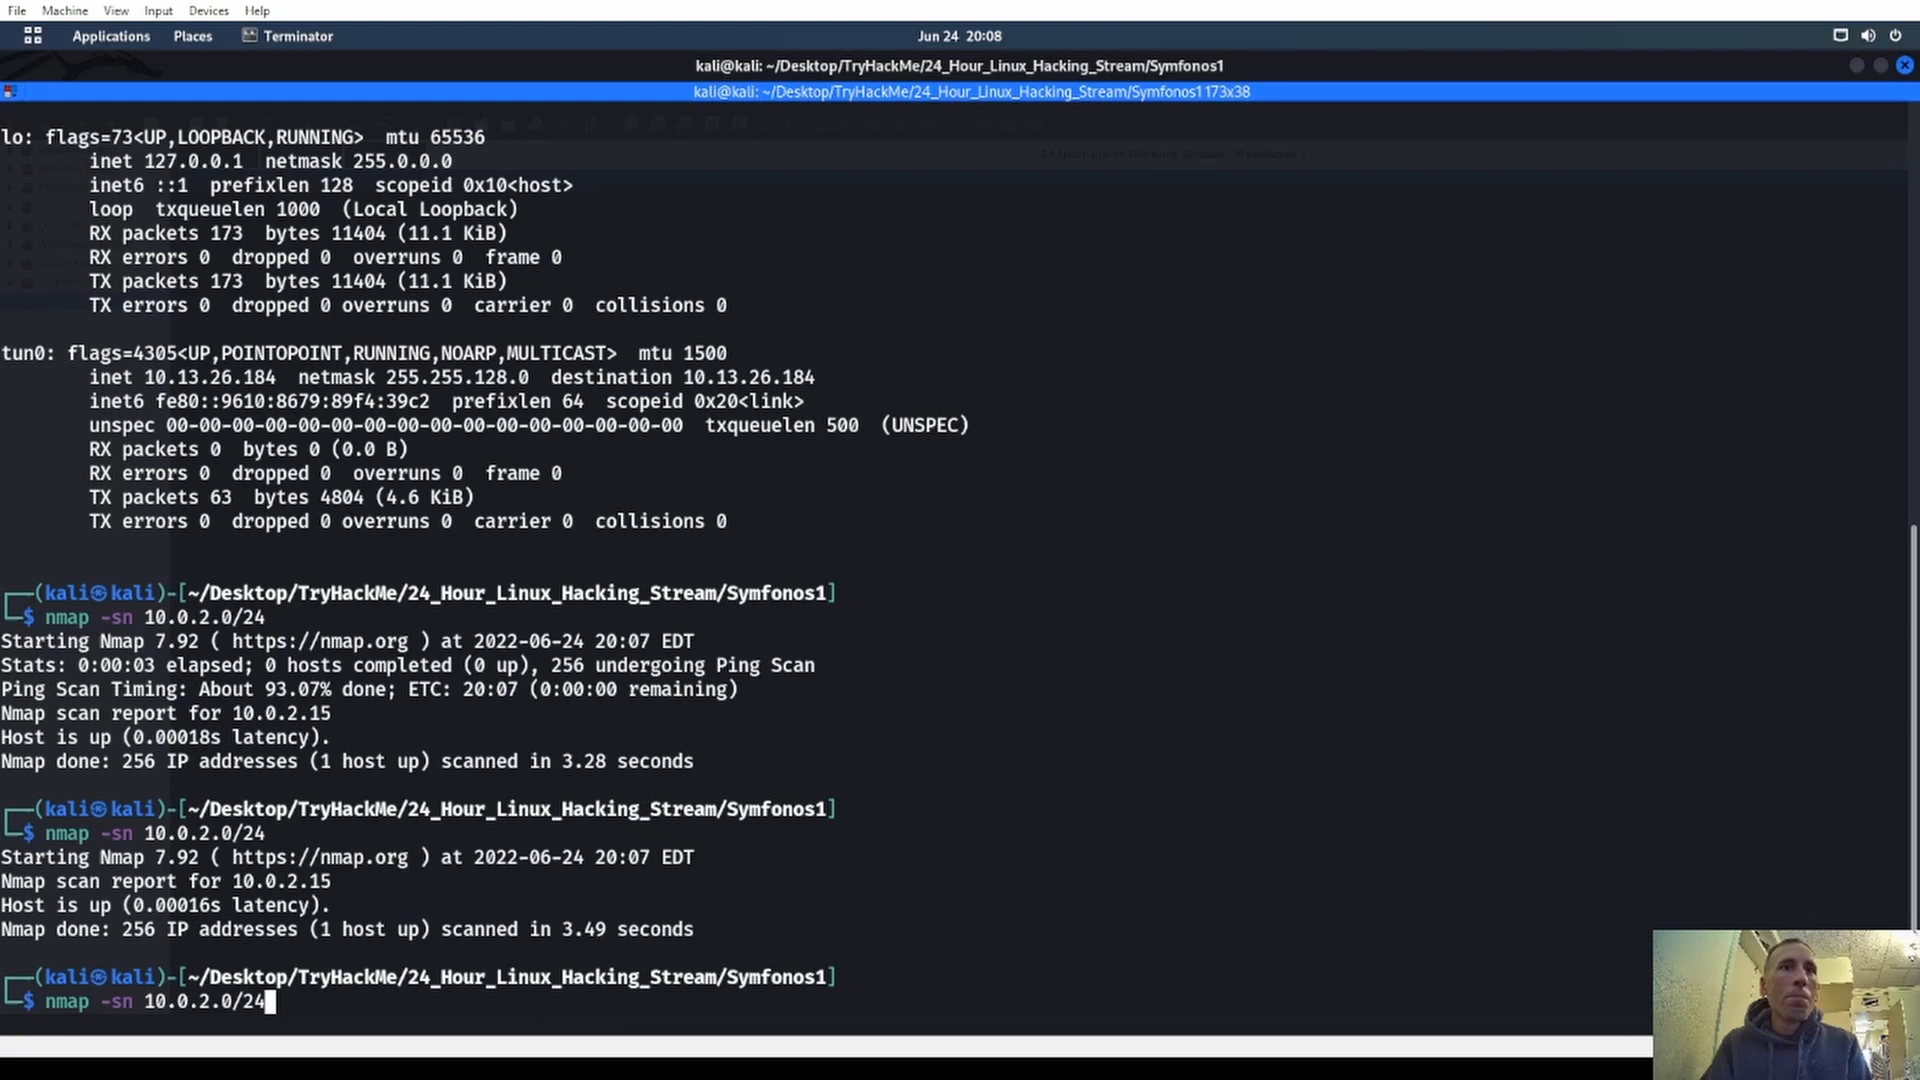 File Machine View Input Devices Help
Applications Places Terminator Jun 24 20:08
kali@kali: ~/Desktop/TryHackMe/24_Hour_Linux_Hacking_Stream/Symfonos1
kali@kali: ~/Desktop/TryHackMe/24_Hour_Linux_Hacking_Stream/Symfonos1 173x38
lo: flags=73<UP,LOOPBACK,RUNNING>  mtu 65536
        inet 127.0.0.1  netmask 255.0.0.0
        inet6 ::1  prefixlen 128  scopeid 0x10<host>
        loop  txqueuelen 1000  (Local Loopback)
        RX packets 173  bytes 11404 (11.1 KiB)
        RX errors 0  dropped 0  overruns 0  frame 0
        TX packets 173  bytes 11404 (11.1 KiB)
        TX errors 0  dropped 0 overruns 0  carrier 0  collisions 0
tun0: flags=4305<UP,POINTOPOINT,RUNNING,NOARP,MULTICAST>  mtu 1500
        inet 10.13.26.184  netmask 255.255.128.0  destination 10.13.26.184
        inet6 fe80::9610:8679:89f4:39c2  prefixlen 64  scopeid 0x20<link>
        unspec 00-00-00-00-00-00-00-00-00-00-00-00-00-00-00-00  txqueuelen 500  (UNSPEC)
        RX packets 0  bytes 0 (0.0 B)
        RX errors 0  dropped 0  overruns 0  frame 0
        TX packets 63  bytes 4804 (4.6 KiB)
        TX errors 0  dropped 0 overruns 0  carrier 0  collisions 0
┌──(kali㉿kali)-[~/Desktop/TryHackMe/24_Hour_Linux_Hacking_Stream/Symfonos1]
└─$ nmap -sn 10.0.2.0/24
Starting Nmap 7.92 ( https://nmap.org ) at 2022-06-24 20:07 EDT
Stats: 0:00:03 elapsed; 0 hosts completed (0 up), 256 undergoing Ping Scan
Ping Scan Timing: About 93.07% done; ETC: 20:07 (0:00:00 remaining)
Nmap scan report for 10.0.2.15
Host is up (0.00018s latency).
Nmap done: 256 IP addresses (1 host up) scanned in 3.28 seconds
┌──(kali㉿kali)-[~/Desktop/TryHackMe/24_Hour_Linux_Hacking_Stream/Symfonos1]
└─$ nmap -sn 10.0.2.0/24
Starting Nmap 7.92 ( https://nmap.org ) at 2022-06-24 20:07 EDT
Nmap scan report for 10.0.2.15
Host is up (0.00016s latency).
Nmap done: 256 IP addresses (1 host up) scanned in 3.49 seconds
┌──(kali㉿kali)-[~/Desktop/TryHackMe/24_Hour_Linux_Hacking_Stream/Symfonos1]
└─$ nmap -sn 10.0.2.0/24